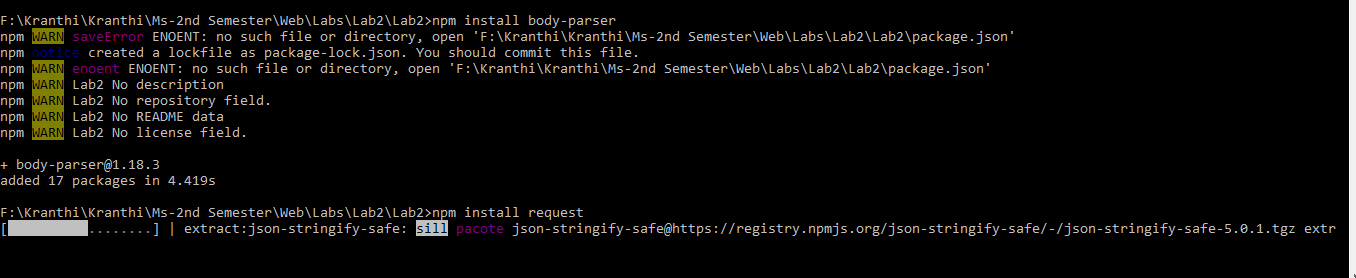 F:\Kranthi\Kranthi\Ms-2nd Semester\Web\Labs\Lab2\Lab2>npm install body-parser
npm WARN saveError ENOENT: no such file or directory, open 'F:\Kranthi\Kranthi\Ms-2nd Semester\Web\Labs\Lab2\Lab2\package.json'
npm notice created a lockfile as package-lock.json. You should commit this file.
npm WARN enoent ENOENT: no such file or directory, open 'F:\Kranthi\Kranthi\Ms-2nd Semester\Web\Labs\Lab2\Lab2\package.json'
npm WARN Lab2 No description
npm WARN Lab2 No repository field.
npm WARN Lab2 No README data
npm WARN Lab2 No license field.
+ body-parser@1.18.3
added 17 packages in 4.419s
F:\Kranthi\Kranthi\Ms-2nd Semester\Web\Labs\Lab2\Lab2>npm install request
[          ........] | extract:json-stringify-safe: sill pacote json-stringify-safe@https://registry.npmjs.org/json-stringify-safe/-/json-stringify-safe-5.0.1.tgz extr